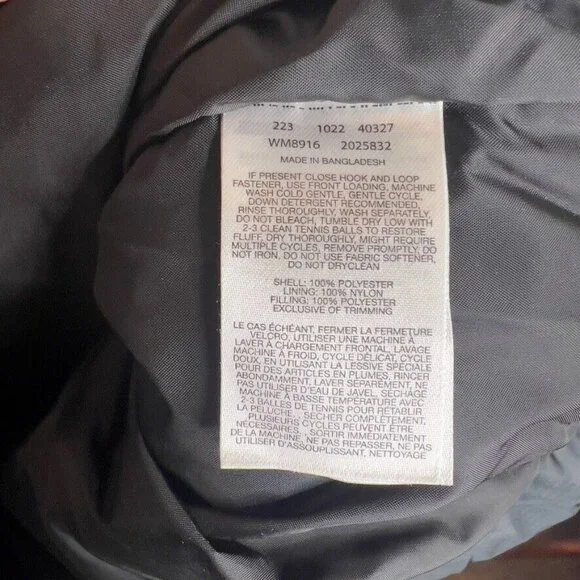 223 1022 40327
WM8916 2025832
MADE IN BANGLADESH
IF PRESENT CLOSE HOOK AND LOOP
FASTENER, USE FRONT LOADING, MACHINE
WASH COLD GENTLE, GENTLE CYCLE,
DOWN DETERGENT RECOMMENDED,
RINSE THOROUGHLY, WASH SEPARATELY,
DO NOT BLEACH, TUMBLE DRY LOW WITH
2-3 CLEAN TENNIS BALLS TO RESTORE
FLUFF, DRY THOROUGHLY, MIGHT REQUIRE
MULTIPLE CYCLES, REMOVE PROMPTLY, DO
NOT IRON, DO NOT USE FABRIC SOFTENER,
DO NOT DRYCLEAN
SHELL: 100% POLYESTER
LINING: 100% NYLON
FILLING: 100% POLYESTER
EXCLUSIVE OF TRIMMING
LE CAS ÉCHÉANT, FERMER LA FERMETURE
VELCRO, UTILISER UNE MACHINE À
LAVER À CHARGEMENT FRONTAL, LAVAGE
MACHINE À FROID, CYCLE DÉLICAT, CYCLE
DOUX, EN UTILISANT LA LESSIVE SPÉCIALE
POUR DES ARTICLES EN PLUMES, RINCER
ABONDAMMENT, LAVER SÉPARÉMENT, NE
PAS UTILISER D'EAU DE JAVEL, SÉCHAGE
MACHINE À BASSE TEMPÉRATURE AVEC
2-3 BALLES DE TENNIS POUR RÉTABLIR
LA PELUCHE, SÉCHER COMPLÈTEMENT,
PLUSIEURS CYCLES PEUVENT ÊTRE
NÉCESSAIRES, SORTIR IMMÉDIATEMENT
DE LA MACHINE, NE PAS REPASSER, NE PAS
UTILISER D'ASSOUPLISSANT, NETTOYAGE